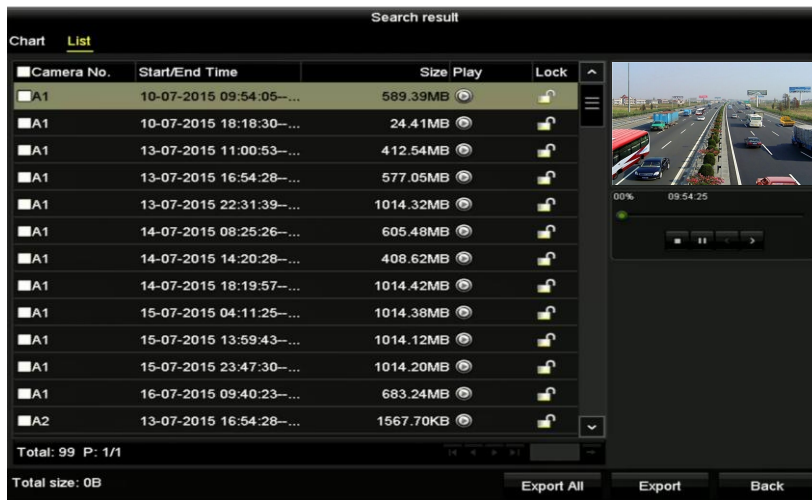 Search result
Chart List
Camera No. Start/End Time Size Play Lock
A1 10-07-2015 09:54:05--... 589.39MB
A1 10-07-2015 18:18:30--... 24.41MB
A1 13-07-2015 11:00:53--... 412.54MB
A1 13-07-2015 16:54:28--... 577.05MB
A1 13-07-2015 22:31:39--... 1014.32MB
A1 14-07-2015 08:25:26--... 605.48MB
A1 14-07-2015 14:20:28--... 408.62MB
A1 14-07-2015 18:19:57--... 1014.42MB
A1 15-07-2015 04:11:25--... 1014.38MB
A1 15-07-2015 13:59:43--... 1014.12MB
A1 15-07-2015 23:47:30--... 1014.20MB
A1 16-07-2015 09:40:23--... 683.24MB
A2 13-07-2015 16:54:28--... 1567.70KB
Total: 99 P: 1/1
00% 09:54:25
Total size: 0B
Export All Export Back